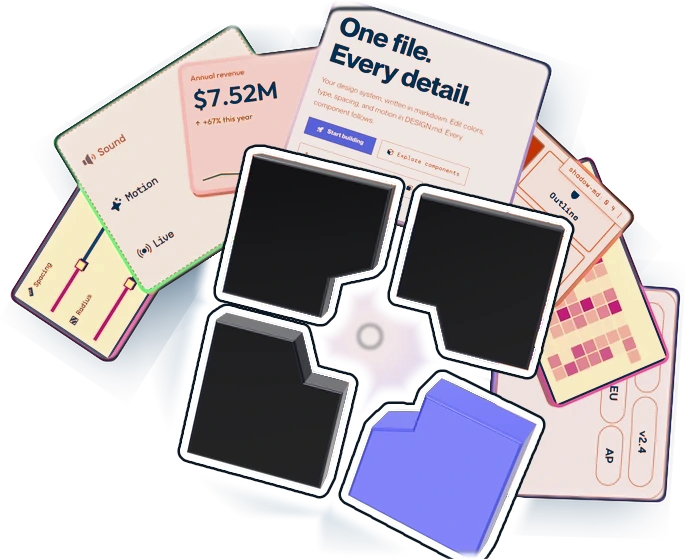 One file.
Every detail.
Your design system, written in markdown. Edit colors,
type, spacing, and motion in DESIGN.md. Every
component follows.
Start building
Explore components
Annual revenue
$7.52M
↑ +67% this year
Sound
Motion
Live
Spacing
Radius
shadow-md 0 4
Outline
EU
AP
v2.4